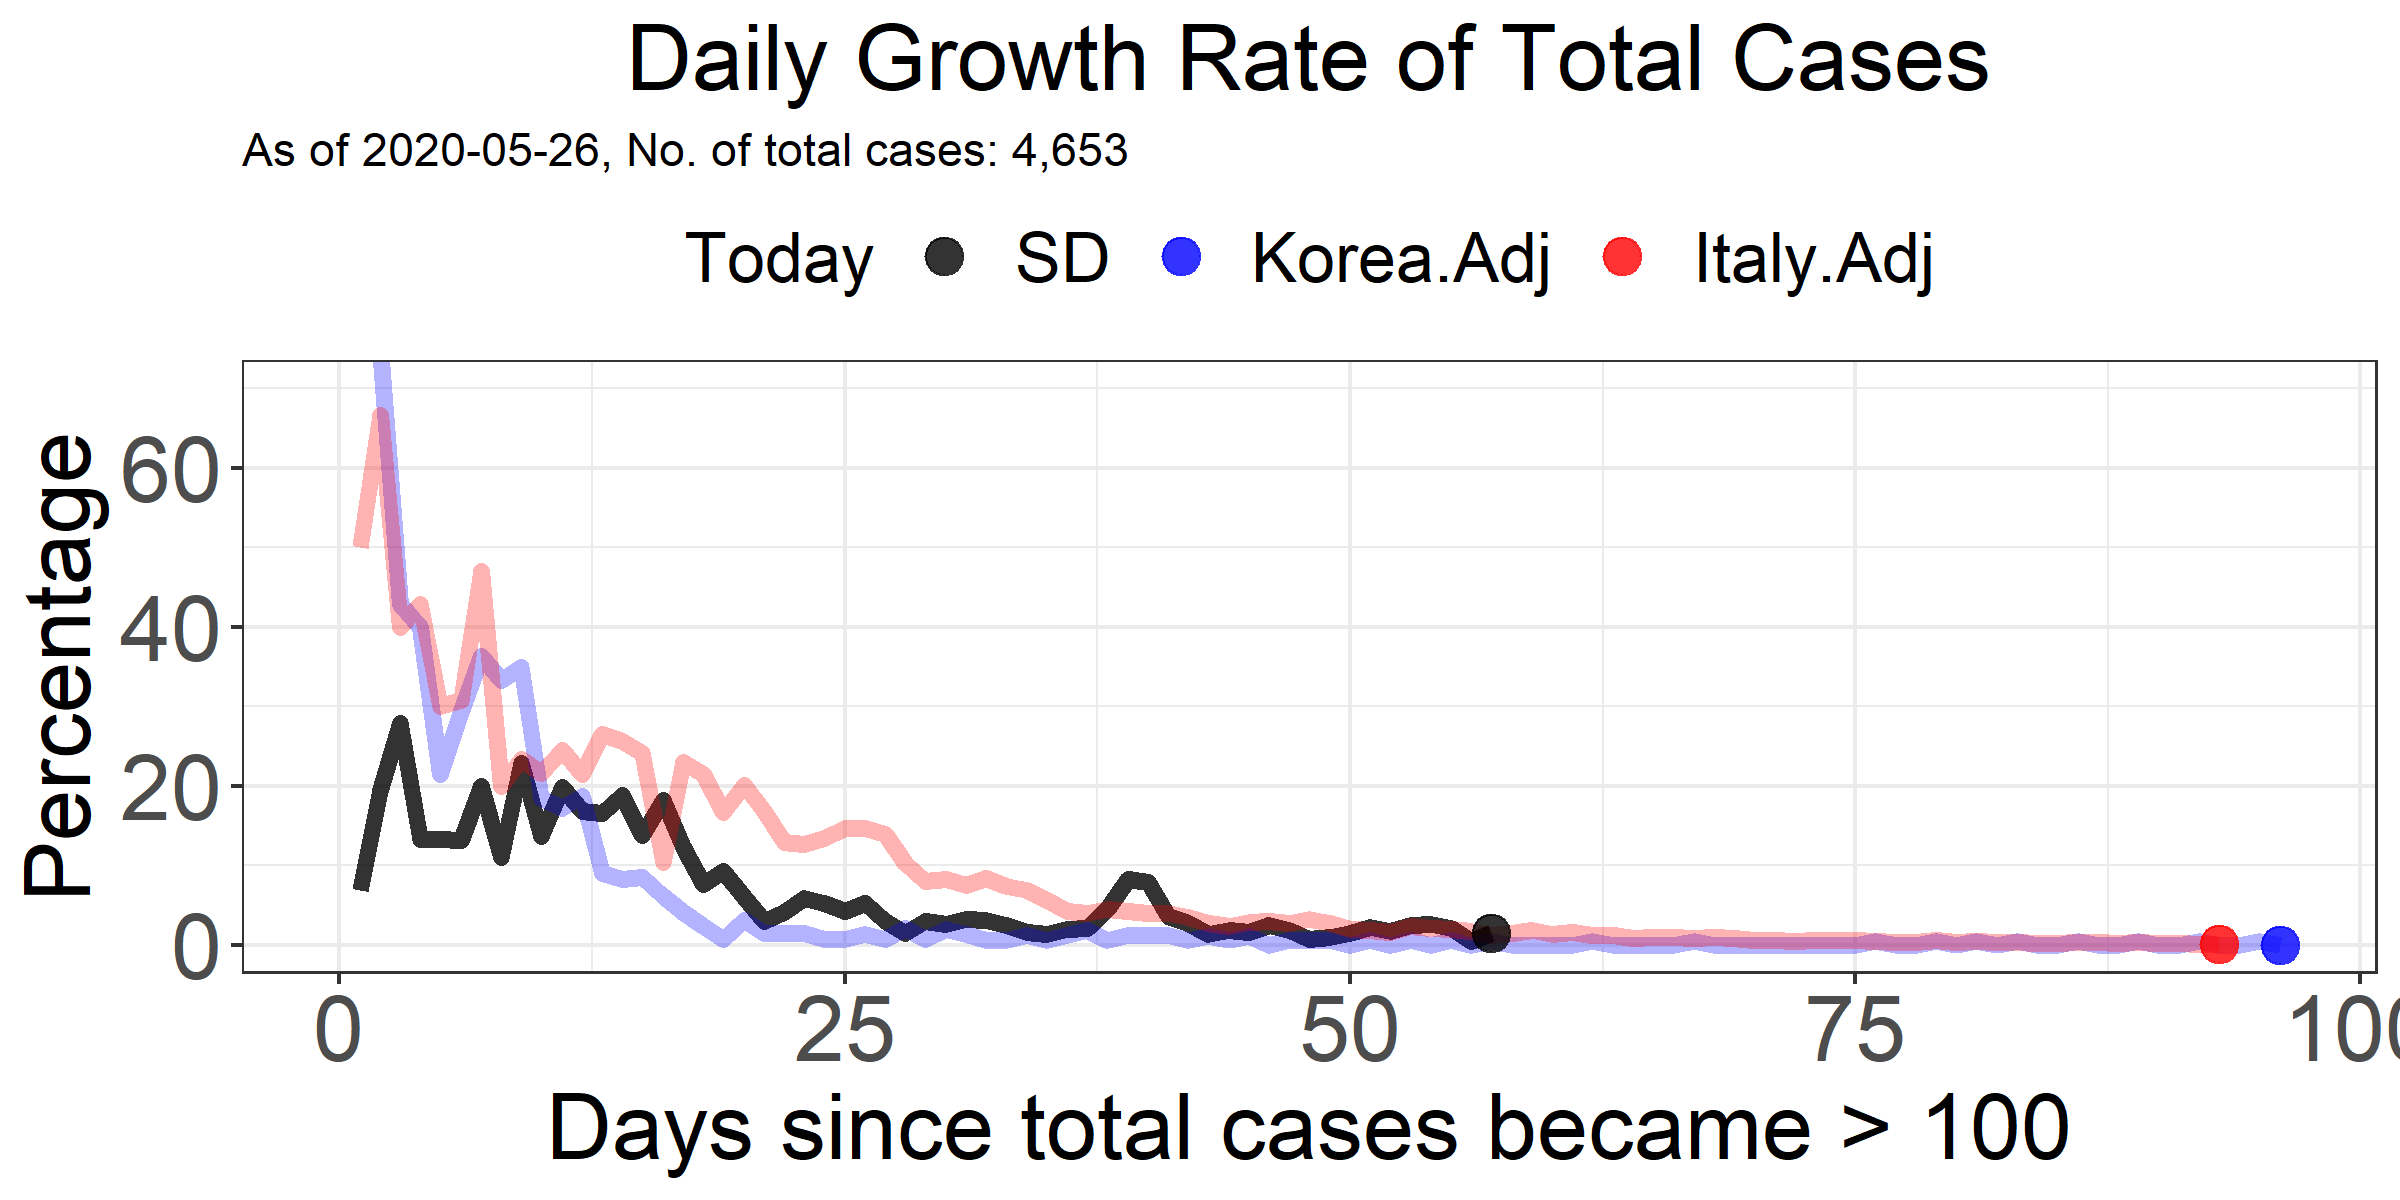 Daily Growth Rate of Total Cases
As of 2020-05-26, No. of total cases: 4,653
Today SD Korea.Adj Italy.Adj
Percentage
60
40
20
0
0 25 50 75 100
Days since total cases became > 100